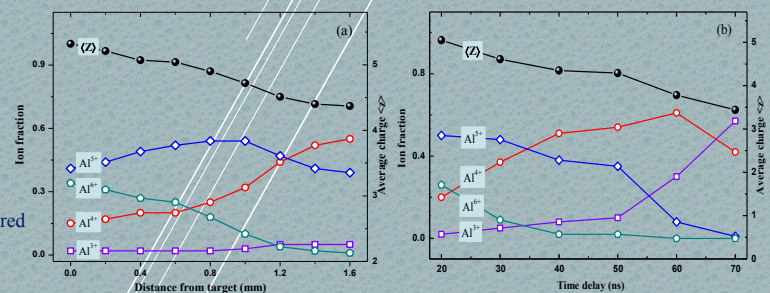 red
(a)
⟨Z⟩
Al5+
Al6+
Al4+
Al3+
Ion fraction
0.9
0.6
0.3
0.0
0.0 0.4 0.8 1.2 1.6
Distance from target (mm)
5
4
3
2
Average charge <Z>
(b)
⟨Z⟩
Al5+
Al4+
Al6+
Al3+
Ion fraction
0.8
0.4
0.0
20 30 40 50 60 70
Time delay (ns)
5
4
3
2
1
0
Average charge <Z>